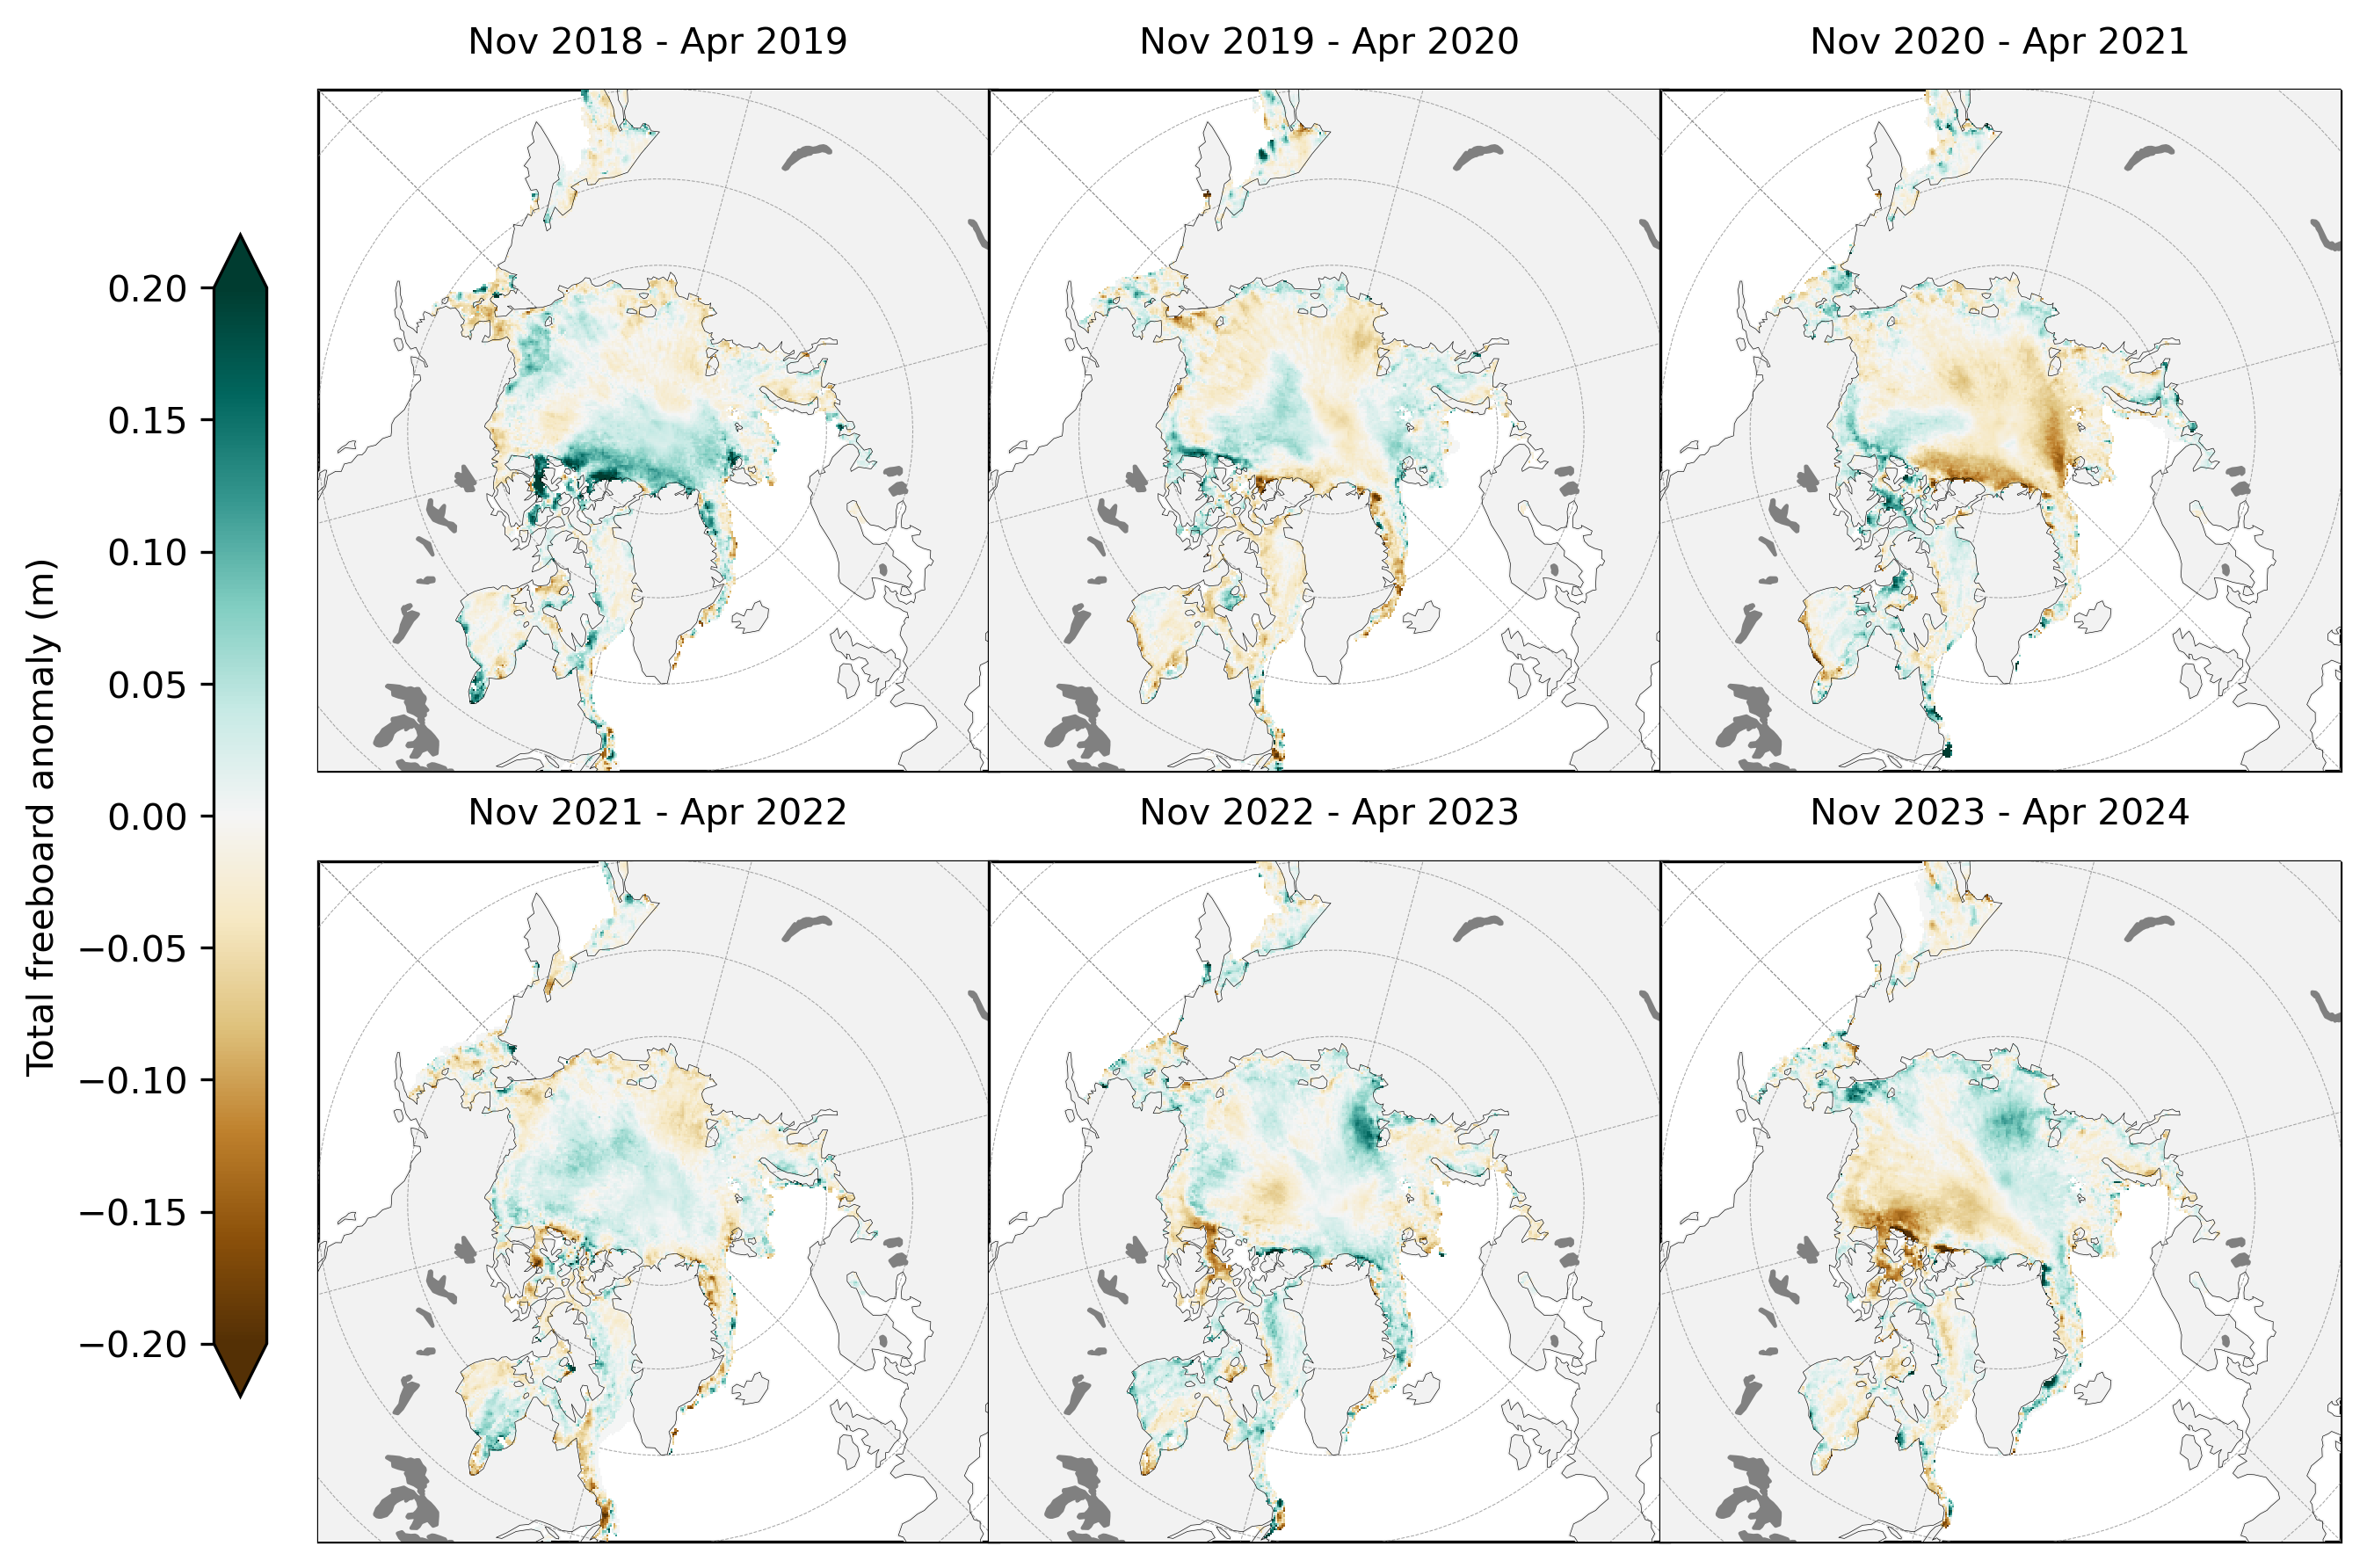 Nov 2018 - Apr 2019
Nov 2019 - Apr 2020
Nov 2020 - Apr 2021
Total freeboard anomaly (m)
0.20
0.15
0.10
0.05
0.00
−0.05
−0.10
−0.15
−0.20
Nov 2021 - Apr 2022
Nov 2022 - Apr 2023
Nov 2023 - Apr 2024